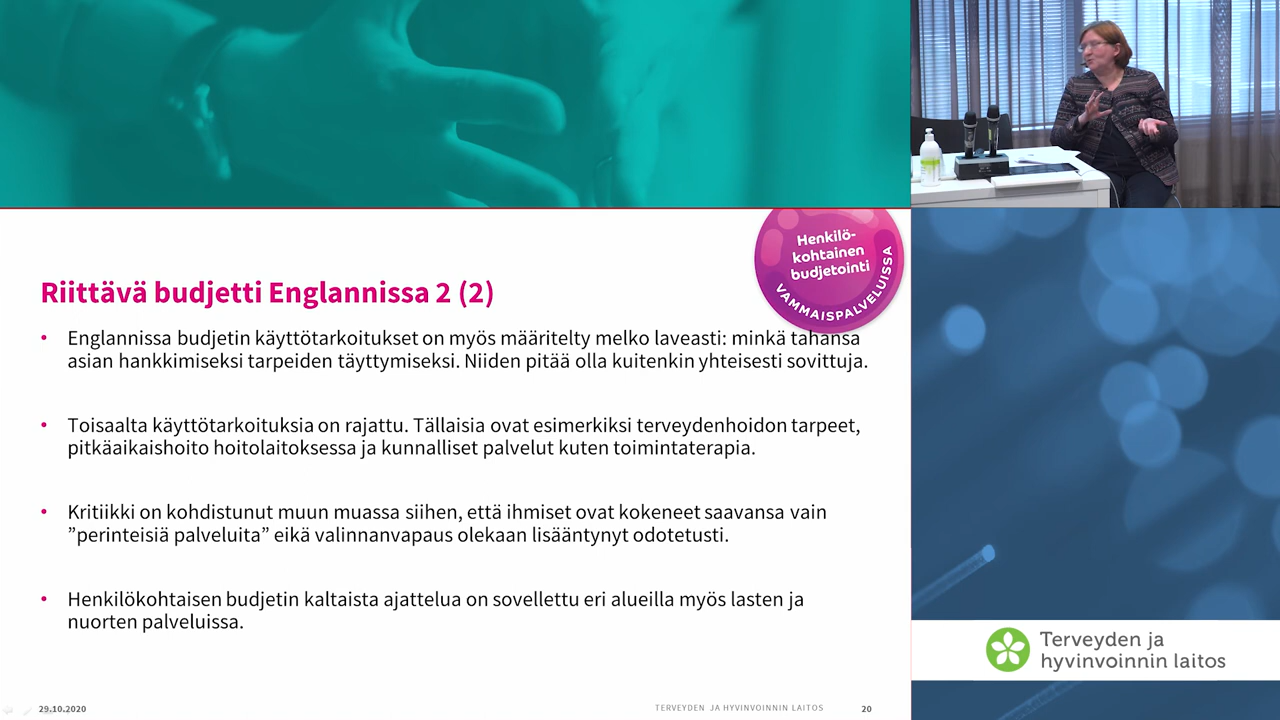 Henkilö-
kohtainen
budjetointi
VAMMAISPALVELUISSA
Riittävä budjetti Englannissa 2 (2)
• Englannissa budjetin käyttötarkoitukset on myös määritelty melko laveasti: minkä tahansa
asian hankkimiseksi tarpeiden täyttymiseksi. Niiden pitää olla kuitenkin yhteisesti sovittuja.
• Toisaalta käyttötarkoituksia on rajattu. Tällaisia ovat esimerkiksi terveydenhoidon tarpeet,
pitkäaikaishoito hoitolaitoksessa ja kunnalliset palvelut kuten toimintaterapia.
• Kritiikki on kohdistunut muun muassa siihen, että ihmiset ovat kokeneet saavansa vain
”perinteisiä palveluita” eikä valinnanvapaus olekaan lisääntynyt odotetusti.
• Henkilökohtaisen budjetin kaltaista ajattelua on sovellettu eri alueilla myös lasten ja
nuorten palveluissa.
Terveyden ja
hyvinvoinnin laitos
29.10.2020
TERVEYDEN JA HYVINVOINNIN LAITOS
20